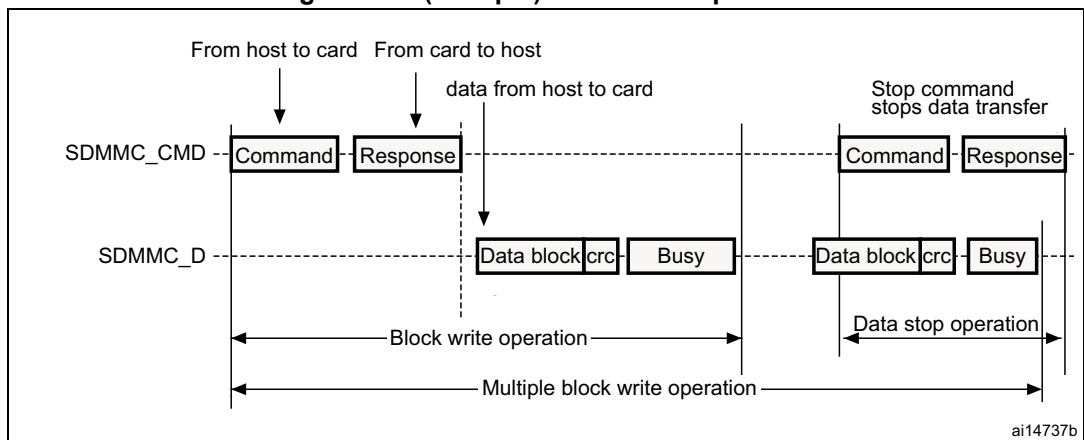 From host to card From card to host
data from host to card
Stop command
stops data transfer
SDMMC_CMD Command Response Command Response
SDMMC_D Data block crc Busy Data block crc Busy
Block write operation Data stop operation
Multiple block write operation
ai14737b